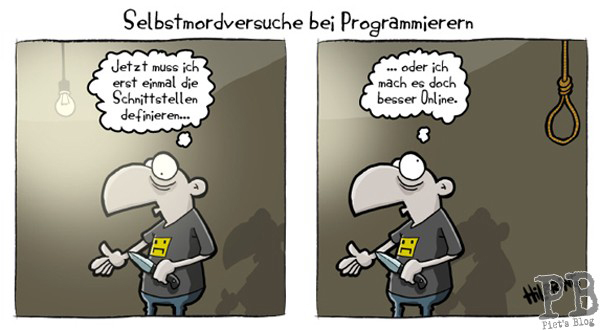 Selbstmordversuche bei Programmierern
Jetzt muss ich
erst einmal die
Schnittstellen
definieren...
... oder ich
mach es doch
besser Online.
PB
Piet's Blog